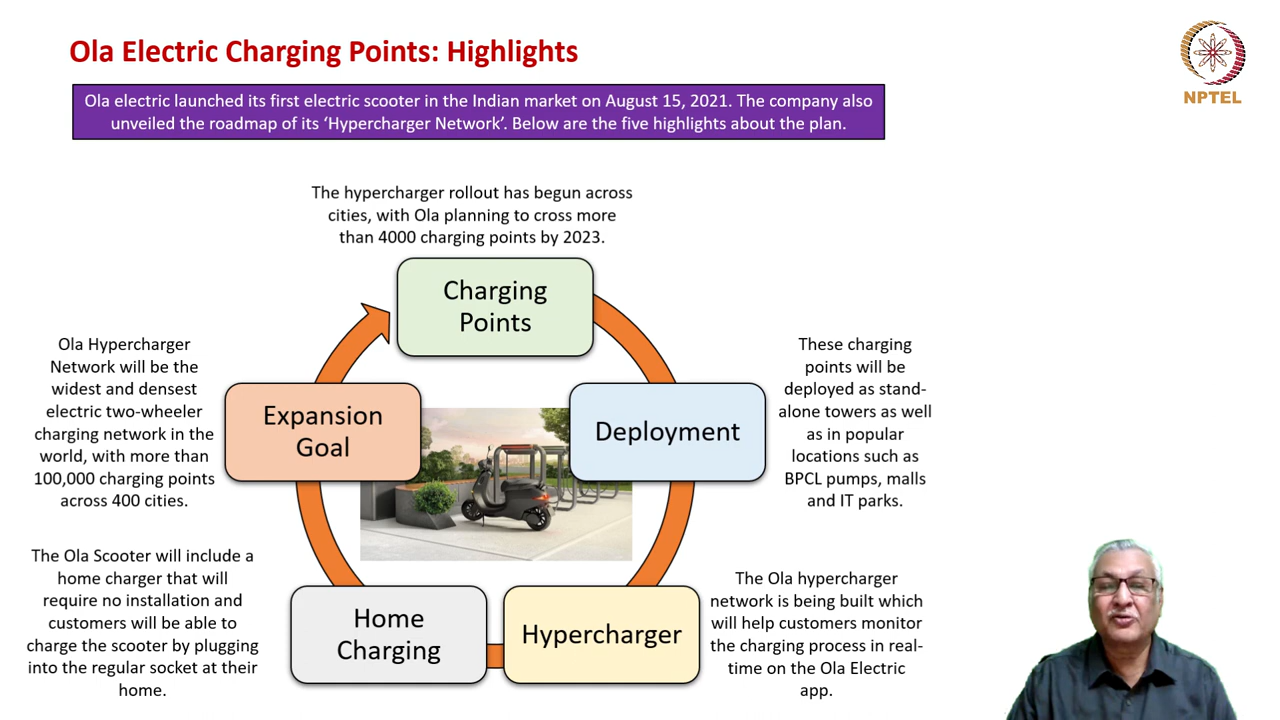 Ola Electric Charging Points: Highlights
NPTEL
Ola electric launched its first electric scooter in the Indian market on August 15, 2021. The company also
unveiled the roadmap of its ‘Hypercharger Network’. Below are the five highlights about the plan.
The hypercharger rollout has begun across
cities, with Ola planning to cross more
than 4000 charging points by 2023.
Charging
Points
These charging
points will be
deployed as stand-
alone towers as well
as in popular
locations such as
BPCL pumps, malls
and IT parks.
Deployment
The Ola hypercharger
network is being built which
will help customers monitor
the charging process in real-
time on the Ola Electric
app.
Hypercharger
Home
Charging
The Ola Scooter will include a
home charger that will
require no installation and
customers will be able to
charge the scooter by plugging
into the regular socket at their
home.
Expansion
Goal
Ola Hypercharger
Network will be the
widest and densest
electric two-wheeler
charging network in the
world, with more than
100,000 charging points
across 400 cities.